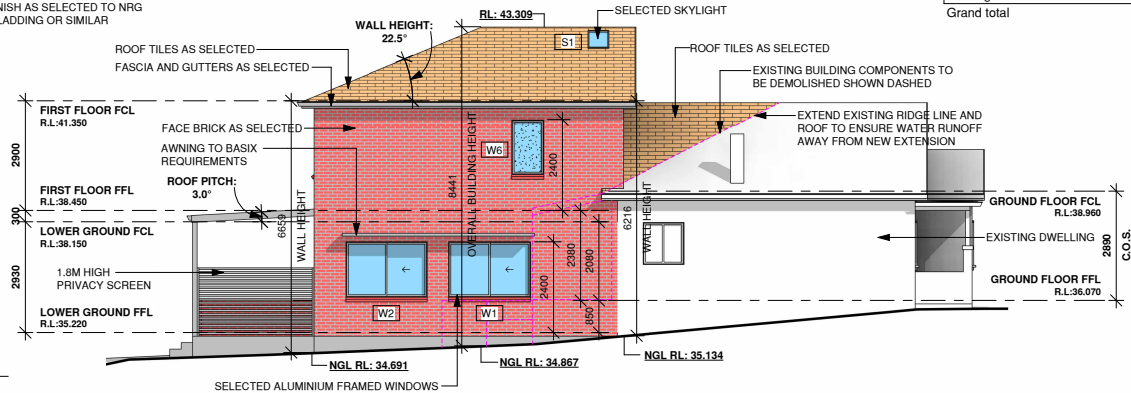 NISH AS SELECTED TO NRG
LADDING OR SIMILAR
Grand total
RL: 43.309
SELECTED SKYLIGHT
WALL HEIGHT:
22.5°
S1
ROOF TILES AS SELECTED
FASCIA AND GUTTERS AS SELECTED
ROOF TILES AS SELECTED
EXISTING BUILDING COMPONENTS TO
BE DEMOLISHED SHOWN DASHED
FIRST FLOOR FCL
R.L:41.350
EXTEND EXISTING RIDGE LINE AND
ROOF TO ENSURE WATER RUNOFF
AWAY FROM NEW EXTENSION
FACE BRICK AS SELECTED
AWNING TO BASIX
REQUIREMENTS
W6
2400
2900
8441
OVERALL BUILDING HEIGHT
ROOF PITCH:
3.0°
FIRST FLOOR FFL
R.L:38.450
300
6659
WALL HEIGHT
6216
WALL HEIGHT
GROUND FLOOR FCL
R.L:38.960
LOWER GROUND FCL
R.L:38.150
EXISTING DWELLING
2890
C.O.S.
2380
2080
2400
850
2930
1.8M HIGH
PRIVACY SCREEN
GROUND FLOOR FFL
R.L:36.070
LOWER GROUND FFL
R.L:35.220
W2
W1
NGL RL: 34.691
NGL RL: 34.867
NGL RL: 35.134
SELECTED ALUMINIUM FRAMED WINDOWS